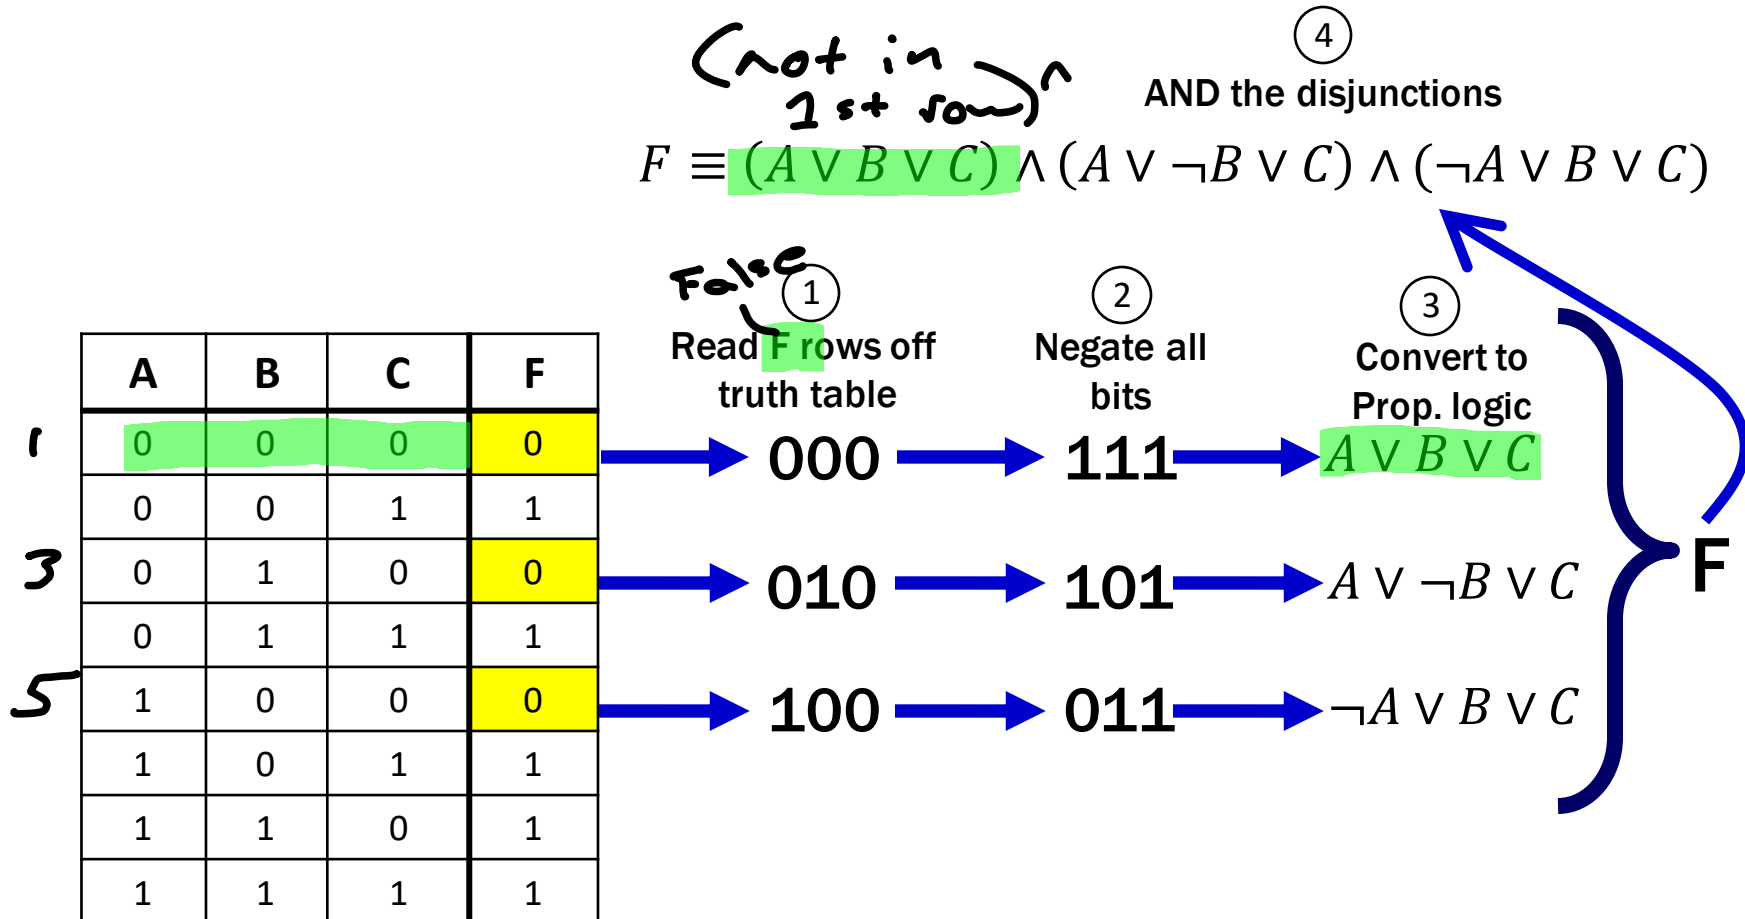 (not in
1st row) ∧
4
AND the disjunctions
F ≡ (A ∨ B ∨ C) ∧ (A ∨ ¬B ∨ C) ∧ (¬A ∨ B ∨ C)
False
1
Read F rows off
truth table
2
Negate all
bits
3
Convert to
Prop. logic
A B C F
1 0 0 0 0
000 111 A ∨ B ∨ C
0 0 1 1
3 0 1 0 0
010 101 A ∨ ¬B ∨ C
0 1 1 1
5 1 0 0 0
100 011 ¬A ∨ B ∨ C
1 0 1 1
1 1 0 1
1 1 1 1
F